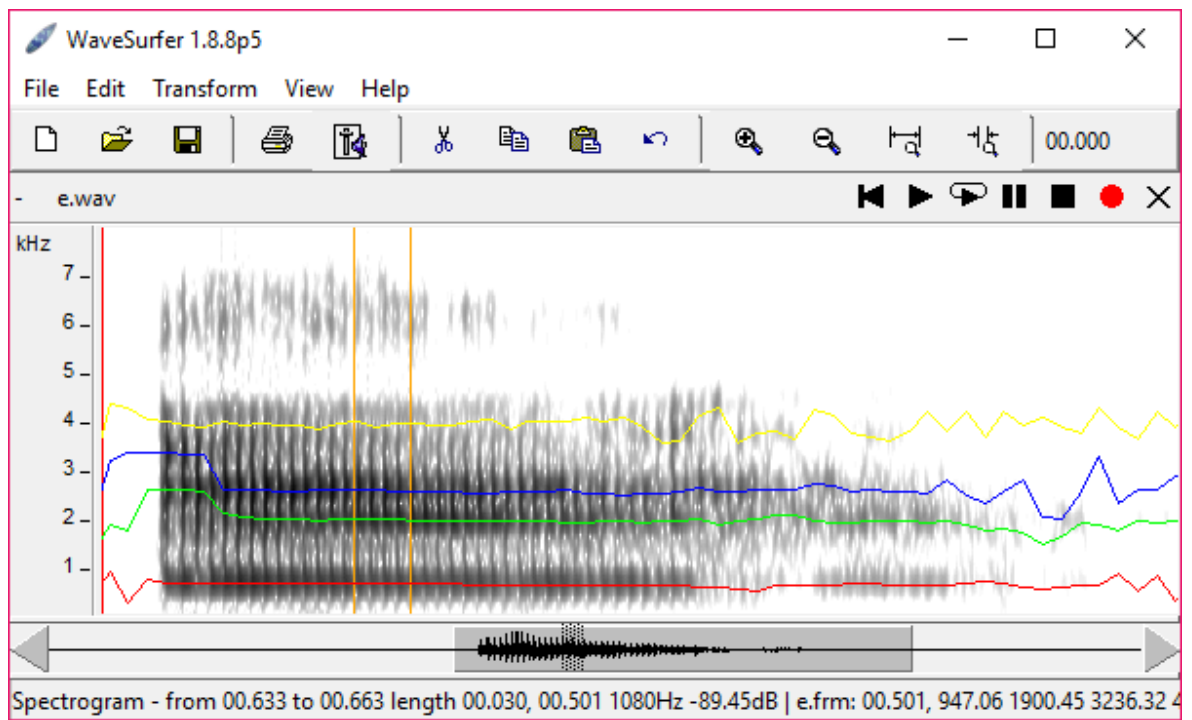 WaveSurfer 1.8.8p5
File Edit Transform View Help
00.000
- e.wav
kHz
7
6
5
4
3
2
1
Spectrogram - from 00.633 to 00.663 length 00.030, 00.501 1080Hz -89.45dB | e.frm: 00.501, 947.06 1900.45 3236.32 4